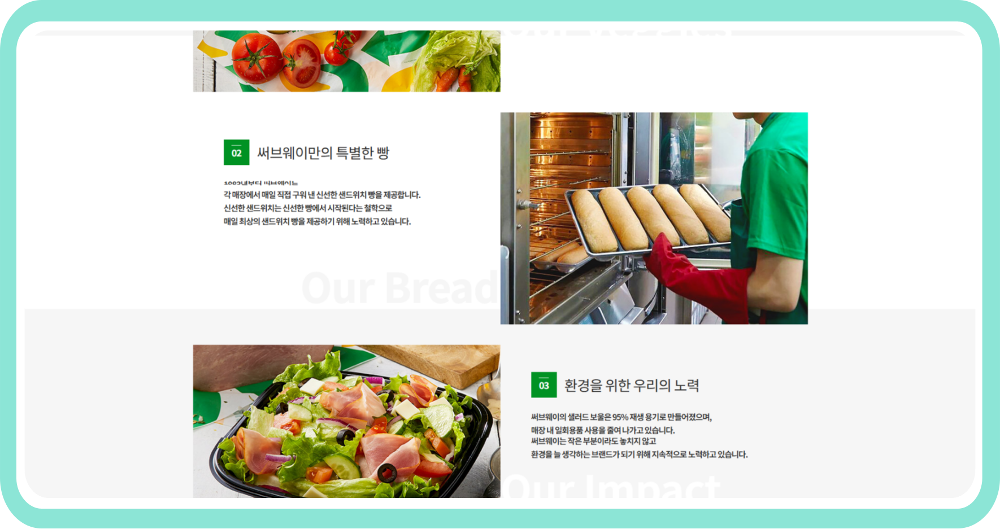 02
써브웨이만의 특별한 빵
각 매장에서 매일 직접 구워 낸 신선한 샌드위치 빵을 제공합니다.
신선한 샌드위치는 신선한 빵에서 시작된다는 철학으로
매일 최상의 샌드위치 빵을 제공하기 위해 노력하고 있습니다.
Our Bread
03
환경을 위한 우리의 노력
써브웨이의 샐러드 보울은 95% 재생 용기로 만들어졌으며,
매장 내 일회용품 사용을 줄여 나가고 있습니다.
써브웨이는 작은 부분이라도 놓치지 않고
환경을 늘 생각하는 브랜드가 되기 위해 지속적으로 노력하고 있습니다.
Our Impact